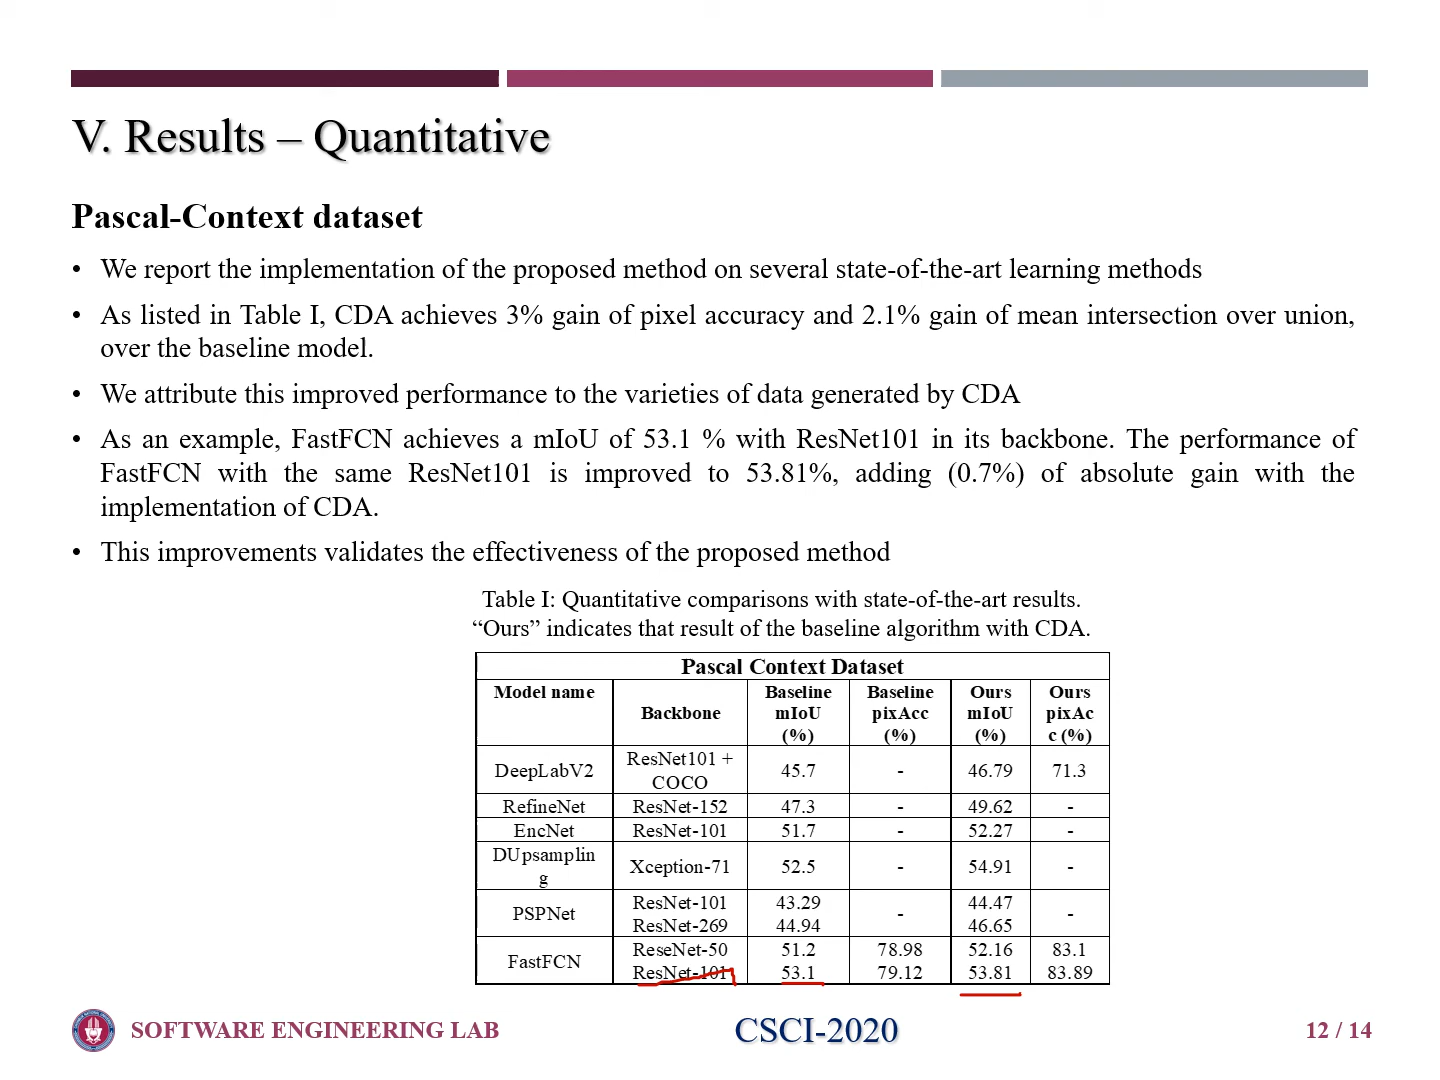 V. Results – Quantitative
Pascal-Context dataset
• We report the implementation of the proposed method on several state-of-the-art learning methods
• As listed in Table I, CDA achieves 3% gain of pixel accuracy and 2.1% gain of mean intersection over union,
over the baseline model.
• We attribute this improved performance to the varieties of data generated by CDA
• As an example, FastFCN achieves a mIoU of 53.1 % with ResNet101 in its backbone. The performance of
FastFCN with the same ResNet101 is improved to 53.81%, adding (0.7%) of absolute gain with the
implementation of CDA.
• This improvements validates the effectiveness of the proposed method
Table I: Quantitative comparisons with state-of-the-art results.
“Ours” indicates that result of the baseline algorithm with CDA.
Pascal Context Dataset
Model name Backbone Baseline mIoU (%) Baseline pixAcc (%) Ours mIoU (%) Ours pixAc c (%)
DeepLabV2 ResNet101 + COCO 45.7 - 46.79 71.3
RefineNet ResNet-152 47.3 - 49.62 -
EncNet ResNet-101 51.7 - 52.27 -
DUpsamplin g Xception-71 52.5 - 54.91 -
PSPNet ResNet-101 43.29 - 44.47 -
ResNet-269 44.94 46.65
FastFCN ReseNet-50 51.2 78.98 52.16 83.1
ResNet-101 53.1 79.12 53.81 83.89
SOFTWARE ENGINEERING LAB
CSCI-2020
12 / 14